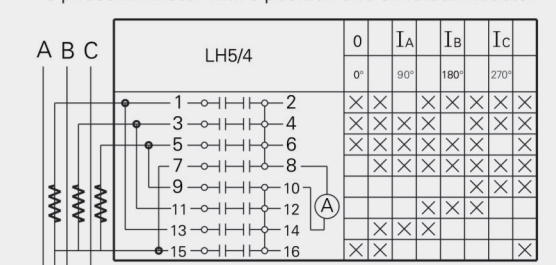 A B C
LH5/4
0 IA IB IC
0° 90° 180° 270°
1 2 X X X X X X X X
3 4 X X X X X X X
5 6 X X X X X X X
7 8 X X X X X X X X
9 10 X X X
11 12 X X X
A
13 14 X X X
15 16 X X X